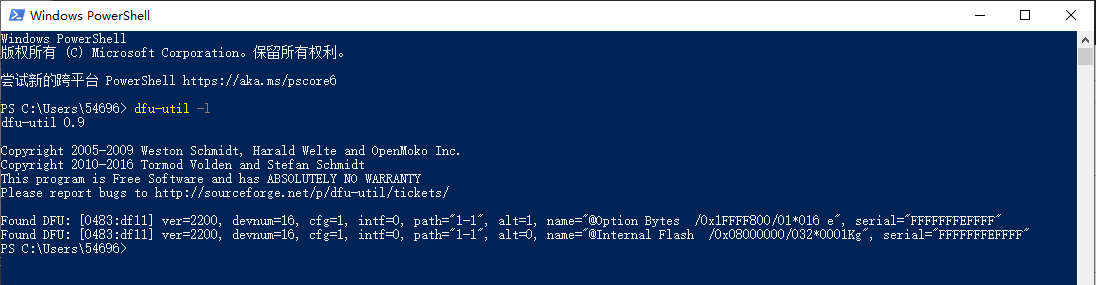 Windows PowerShell
Windows PowerShell
版权所有 (C) Microsoft Corporation。保留所有权利。
尝试新的跨平台 PowerShell https://aka.ms/pscore6
PS C:\Users\54696> dfu-util -l
dfu-util 0.9
Copyright 2005-2009 Weston Schmidt, Harald Welte and OpenMoko Inc.
Copyright 2010-2016 Tormod Volden and Stefan Schmidt
This program is Free Software and has ABSOLUTELY NO WARRANTY
Please report bugs to http://sourceforge.net/p/dfu-util/tickets/
Found DFU: [0483:df11] ver=2200, devnum=16, cfg=1, intf=0, path="1-1", alt=1, name="@Option Bytes  /0x1FFFF800/01*016 e", serial="FFFFFFFEFFFF"
Found DFU: [0483:df11] ver=2200, devnum=16, cfg=1, intf=0, path="1-1", alt=0, name="@Internal Flash  /0x08000000/032*0001Kg", serial="FFFFFFFEFFFF"
PS C:\Users\54696>